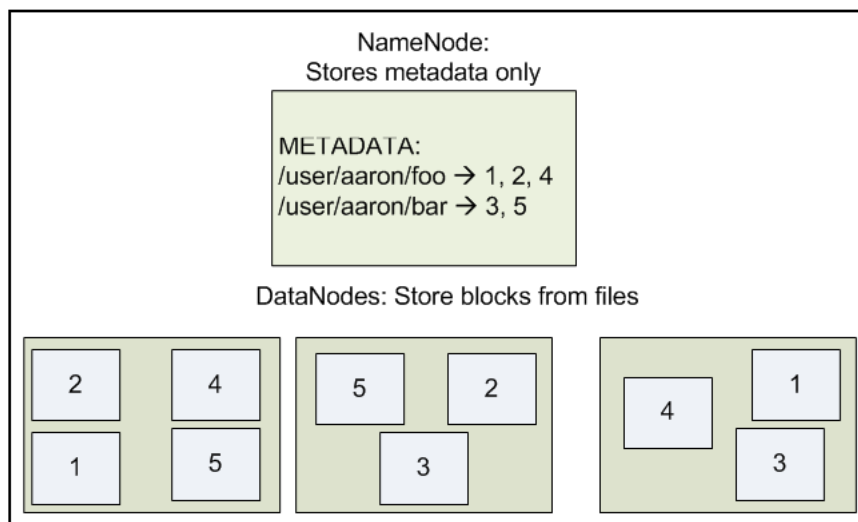 NameNode:
Stores metadata only
METADATA:
/user/aaron/foo → 1, 2, 4
/user/aaron/bar → 3, 5
DataNodes: Store blocks from files
2 4
1 5
5 2
3
1
4
3